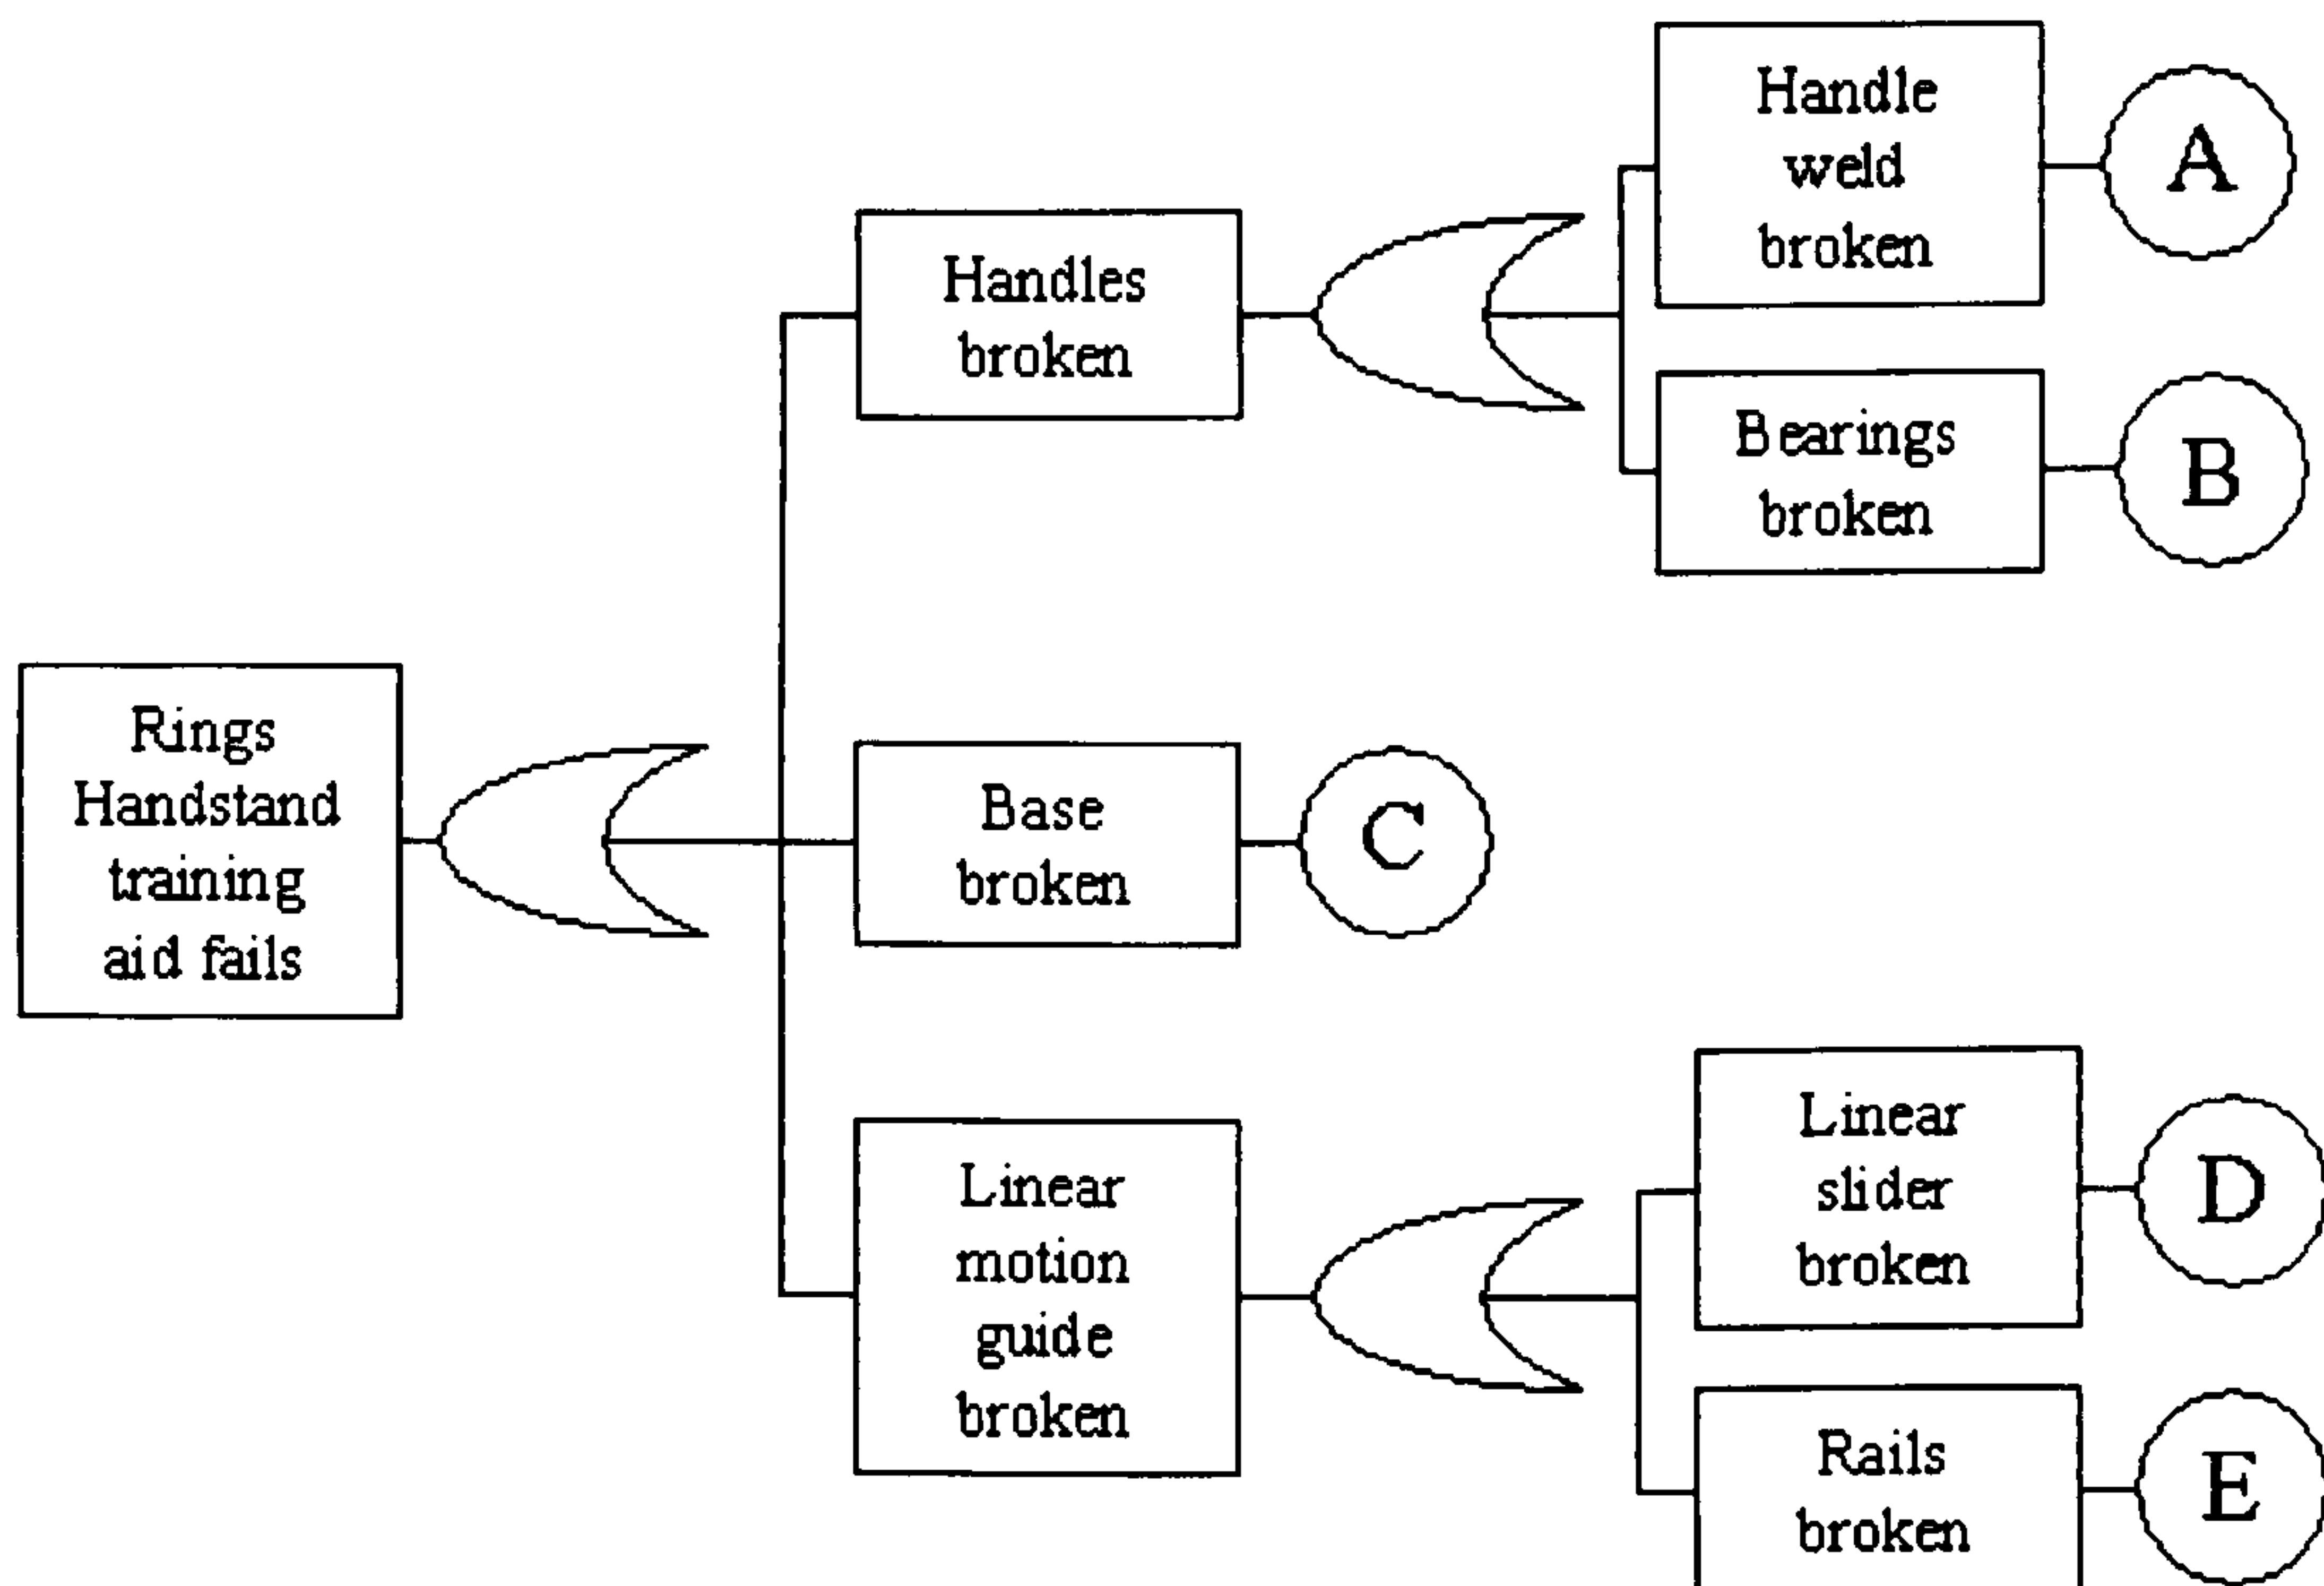 Rings
Handstand
training
aid fails
Handles
broken
Handle
weld
broken
A
Bearings
broken
B
Base
broken
C
Linear
motion
guide
broken
Linear
slider
broken
D
Rails
broken
E